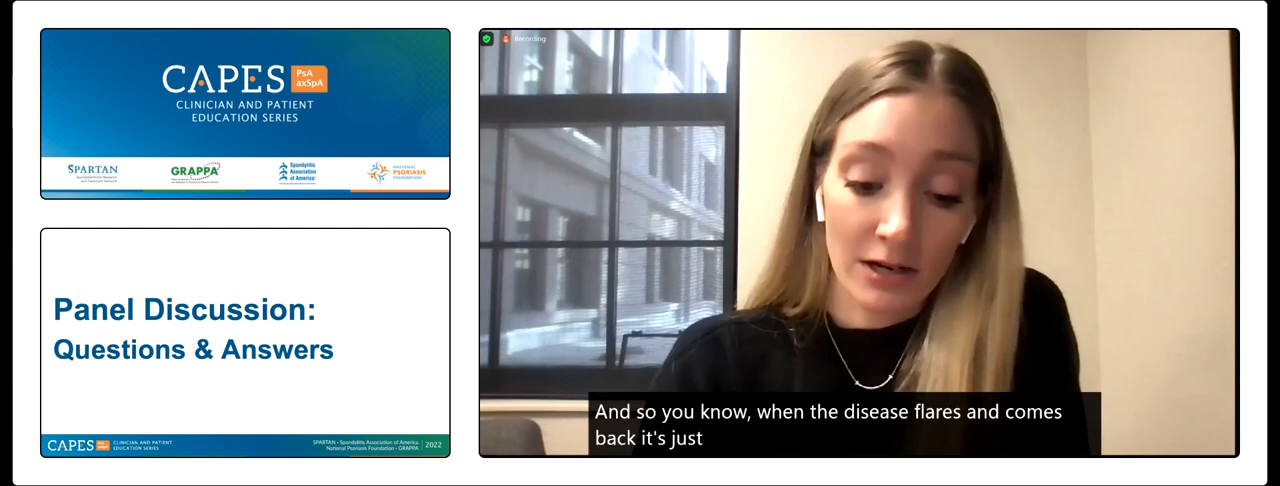 CAPES PsA
axSpA
CLINICIAN AND PATIENT
EDUCATION SERIES
SPARTAN
GRAPPA
Spondylitis
Association
of America
NATIONAL
PSORIASIS
FOUNDATION
Panel Discussion:
Questions & Answers
CAPES
CLINICIAN AND PATIENT
EDUCATION SERIES
SPARTAN - Spondylitis Association of America
National Psoriasis Foundation - GRAPPA
2022
Recording
And so you know, when the disease flares and comes
back it's just